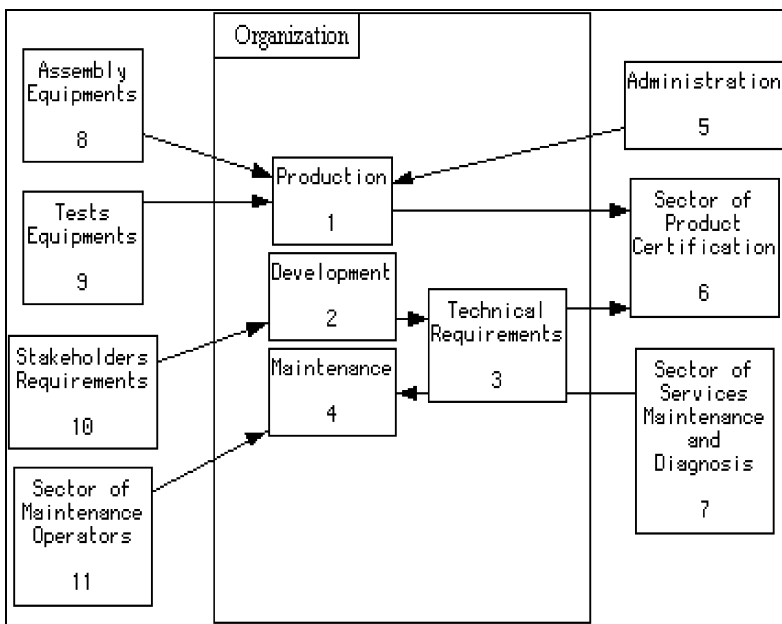 Organization
Assembly
Equipments
8
Tests
Equipments
9
Stakeholders
Requirements
10
Sector of
Maintenance
Operators
11
Production
1
Development
2
Maintenance
4
Technical
Requirements
3
Administration
5
Sector of
Product
Certification
6
Sector of
Services
Maintenance
and
Diagnosis
7